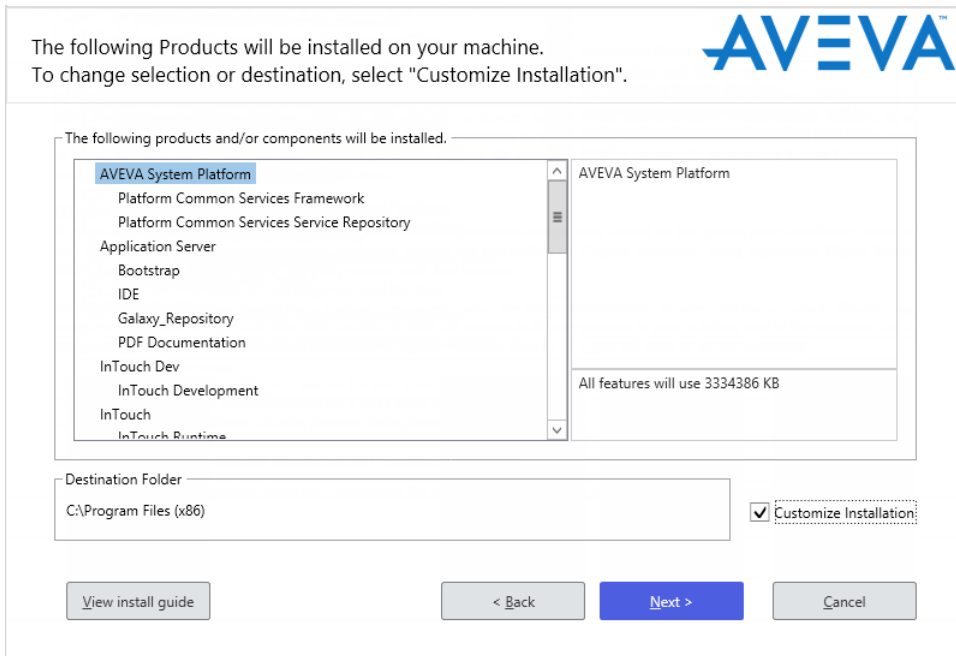 The following Products will be installed on your machine.
To change selection or destination, select "Customize Installation".
AVEVA™
The following products and/or components will be installed.
AVEVA System Platform
Platform Common Services Framework
Platform Common Services Service Repository
Application Server
Bootstrap
IDE
Galaxy_Repository
PDF Documentation
InTouch Dev
InTouch Development
InTouch
InTouch Runtime
AVEVA System Platform
All features will use 3334386 KB
Destination Folder
C:\Program Files (x86)
Customize Installation
View install guide
< Back
Next >
Cancel